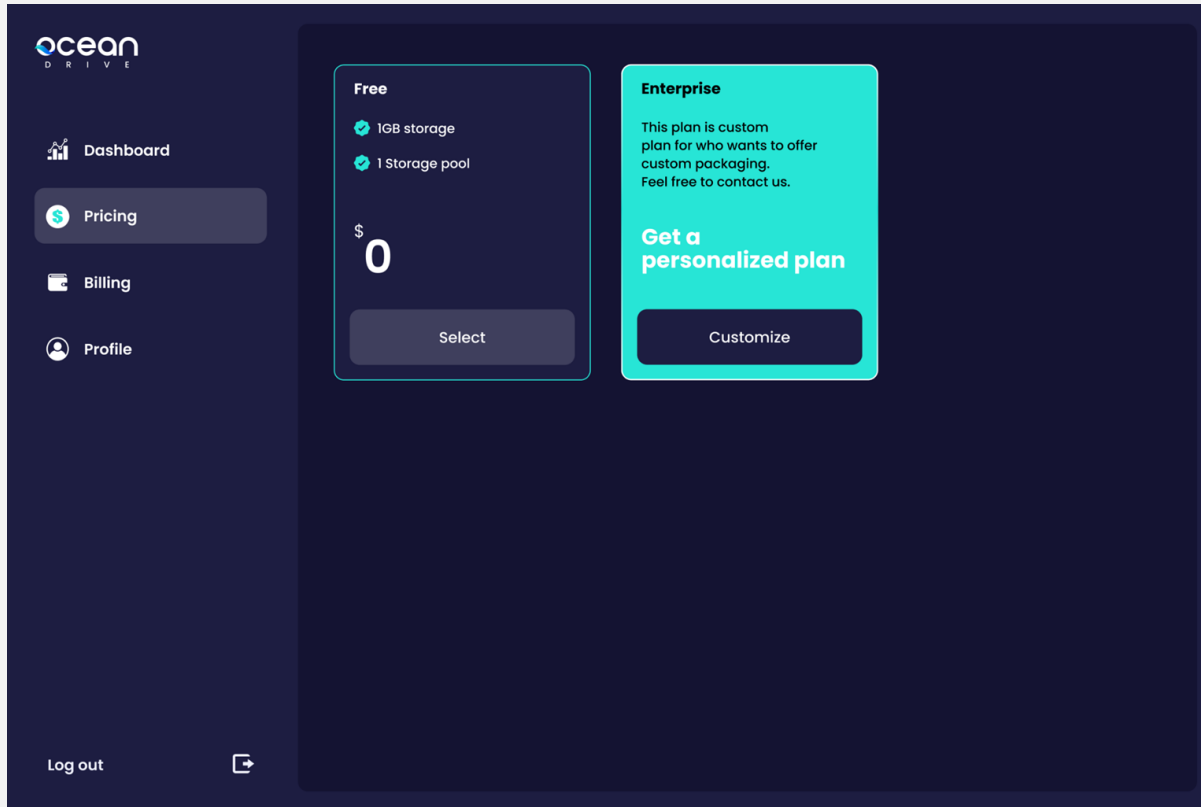 ocean
DRIVE
Dashboard
Pricing
Billing
Profile
Log out
Free
1GB storage
1 Storage pool
$
0
Select
Enterprise
This plan is custom
plan for who wants to offer
custom packaging.
Feel free to contact us.
Get a
personalized plan
Customize